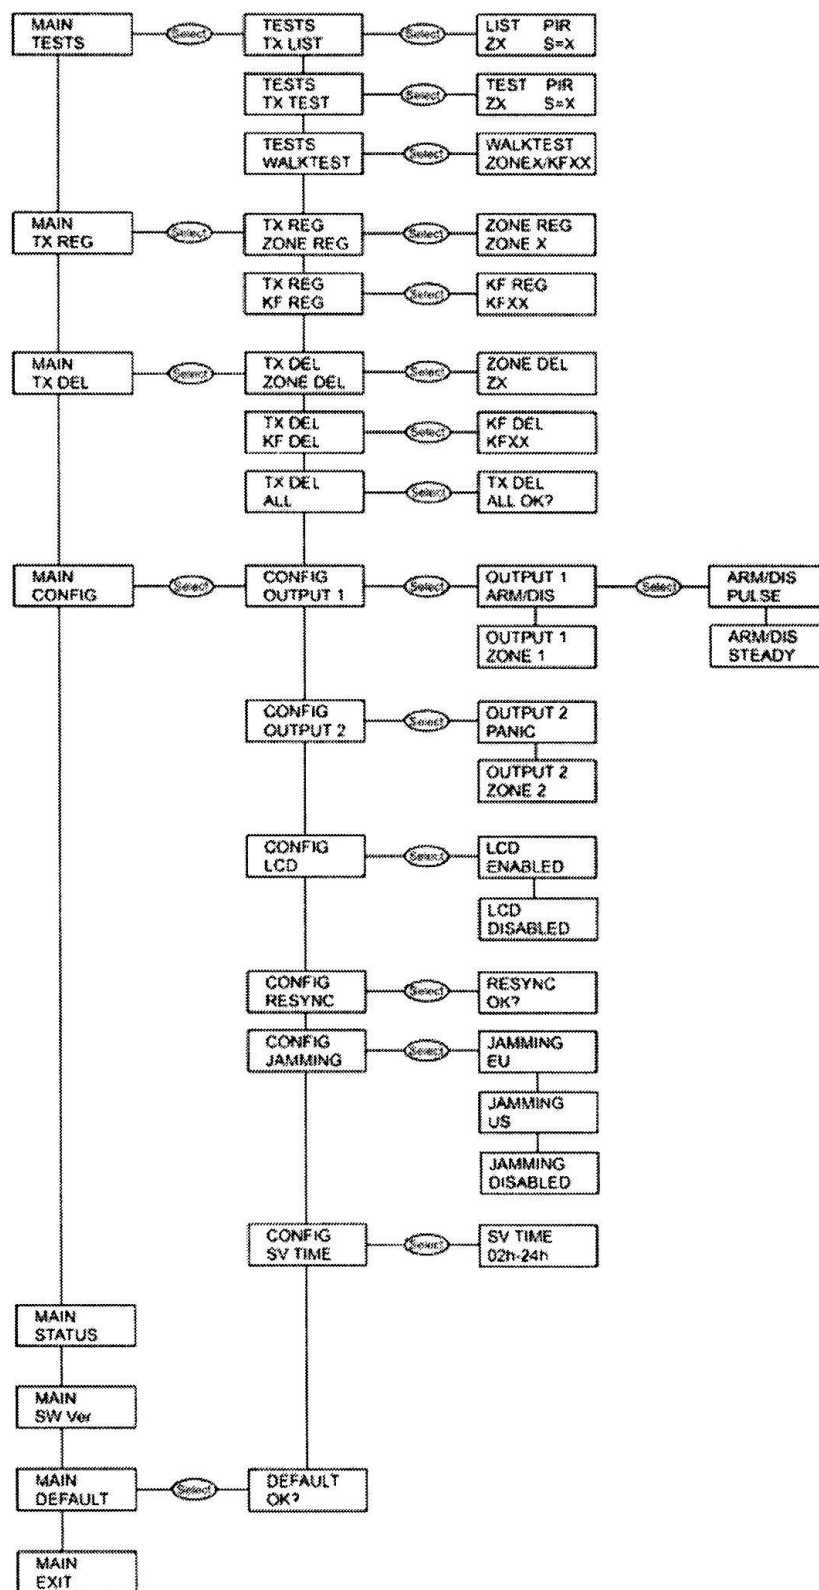 MAIN
TESTS
Select
TESTS
TX LIST
Select
LIST PIR
ZX S=X
TESTS
TX TEST
Select
TEST PIR
ZX S=X
TESTS
WALKTEST
Select
WALKTEST
ZONEX/KFXX
MAIN
TX REG
Select
TX REG
ZONE REG
Select
ZONE REG
ZONE X
TX REG
KF REG
Select
KF REG
KFXX
MAIN
TX DEL
Select
TX DEL
ZONE DEL
Select
ZONE DEL
ZX
TX DEL
KF DEL
Select
KF DEL
KFXX
TX DEL
ALL
Select
TX DEL
ALL OK?
MAIN
CONFIG
Select
CONFIG
OUTPUT 1
Select
OUTPUT 1
ARM/DIS
Select
ARM/DIS
PULSE
OUTPUT 1
ZONE 1
ARM/DIS
STEADY
CONFIG
OUTPUT 2
Select
OUTPUT 2
PANIC
OUTPUT 2
ZONE 2
CONFIG
LCD
Select
LCD
ENABLED
LCD
DISABLED
CONFIG
RESYNC
Select
RESYNC
OK?
CONFIG
JAMMING
Select
JAMMING
EU
JAMMING
US
JAMMING
DISABLED
CONFIG
SV TIME
Select
SV TIME
02h-24h
MAIN
STATUS
MAIN
SW Ver
MAIN
DEFAULT
Select
DEFAULT
OK?
MAIN
EXIT